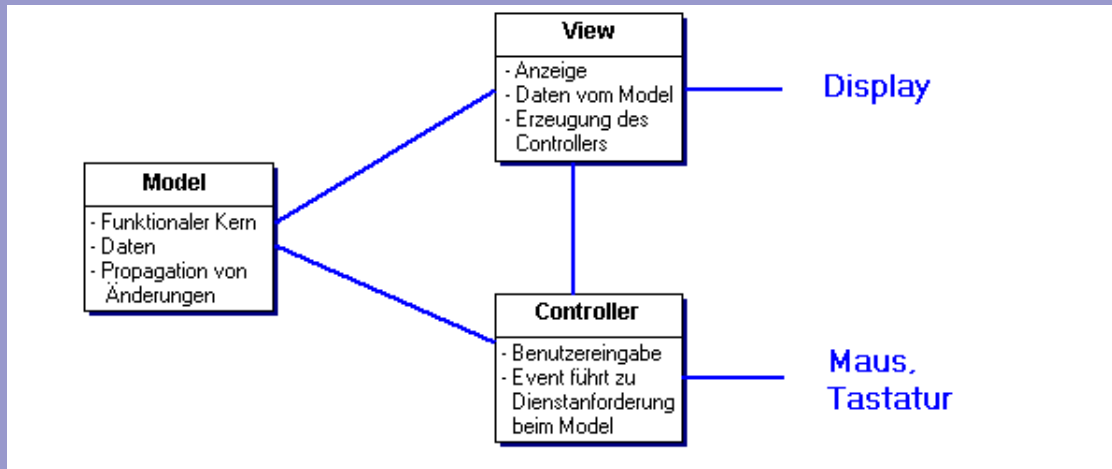 View
- Anzeige
- Daten vom Model
- Erzeugung des
Controllers
Display
Model
- Funktionaler Kern
- Daten
- Propagation von
Änderungen
Controller
- Benutzereingabe
- Event führt zu
Dienstanforderung
beim Model
Maus,
Tastatur